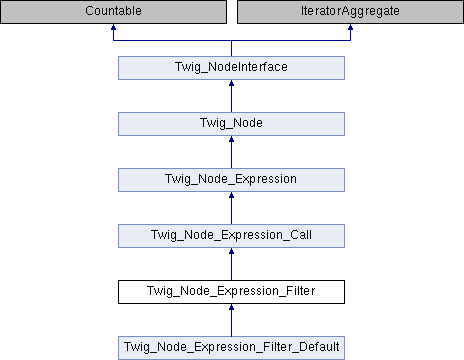 Countable IteratorAggregate
Twig_NodeInterface
Twig_Node
Twig_Node_Expression
Twig_Node_Expression_Call
Twig_Node_Expression_Filter
Twig_Node_Expression_Filter_Default